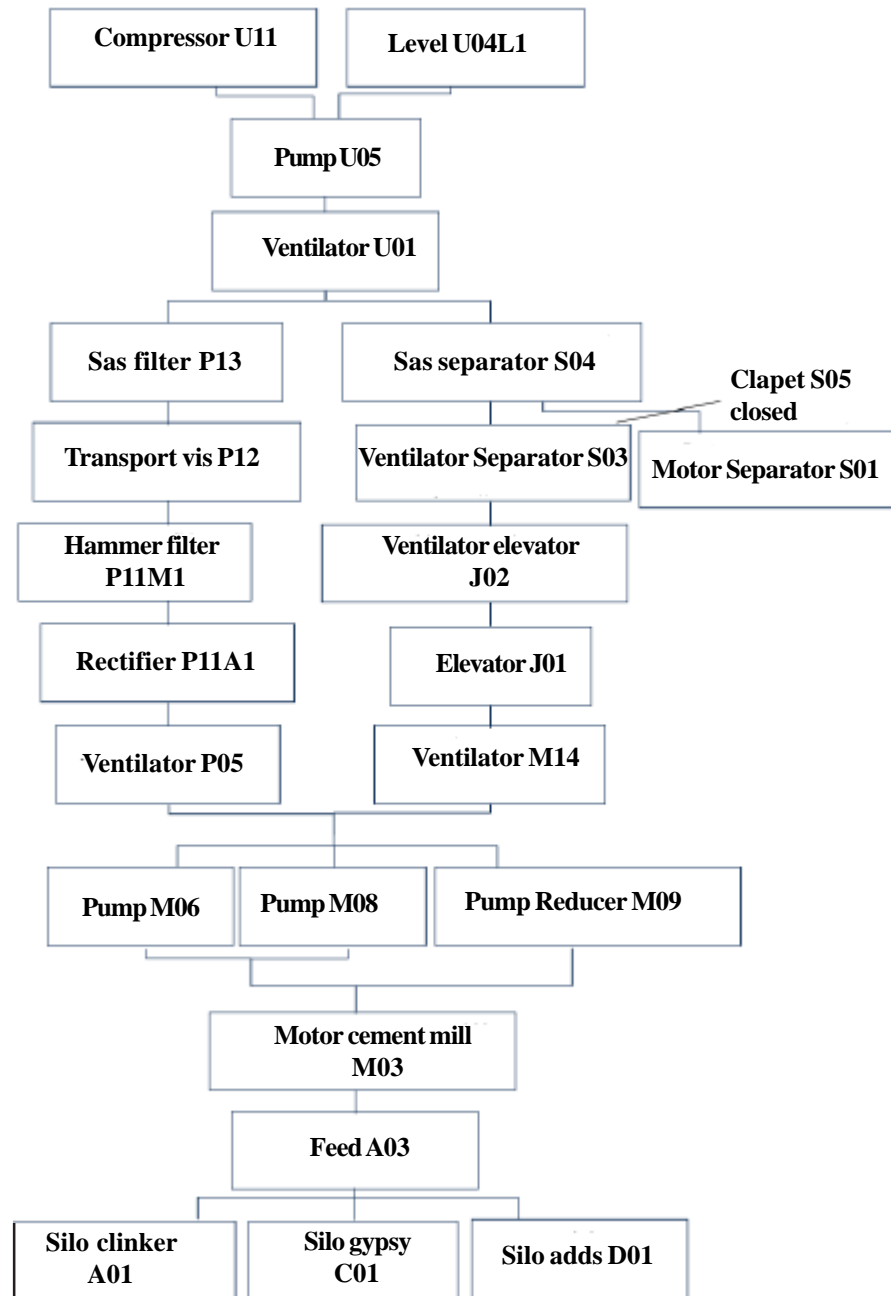 Compressor U11
Level U04L1
Pump U05
Ventilator U01
Sas filter P13
Sas separator S04
Clapet S05
closed
Transport vis P12
Ventilator Separator S03
Motor Separator S01
Hammer filter
P11M1
Ventilator elevator
J02
Rectifier P11A1
Elevator J01
Ventilator P05
Ventilator M14
Pump M06
Pump M08
Pump Reducer M09
Motor cement mill
M03
Feed A03
Silo clinker
A01
Silo gypsy
C01
Silo adds D01